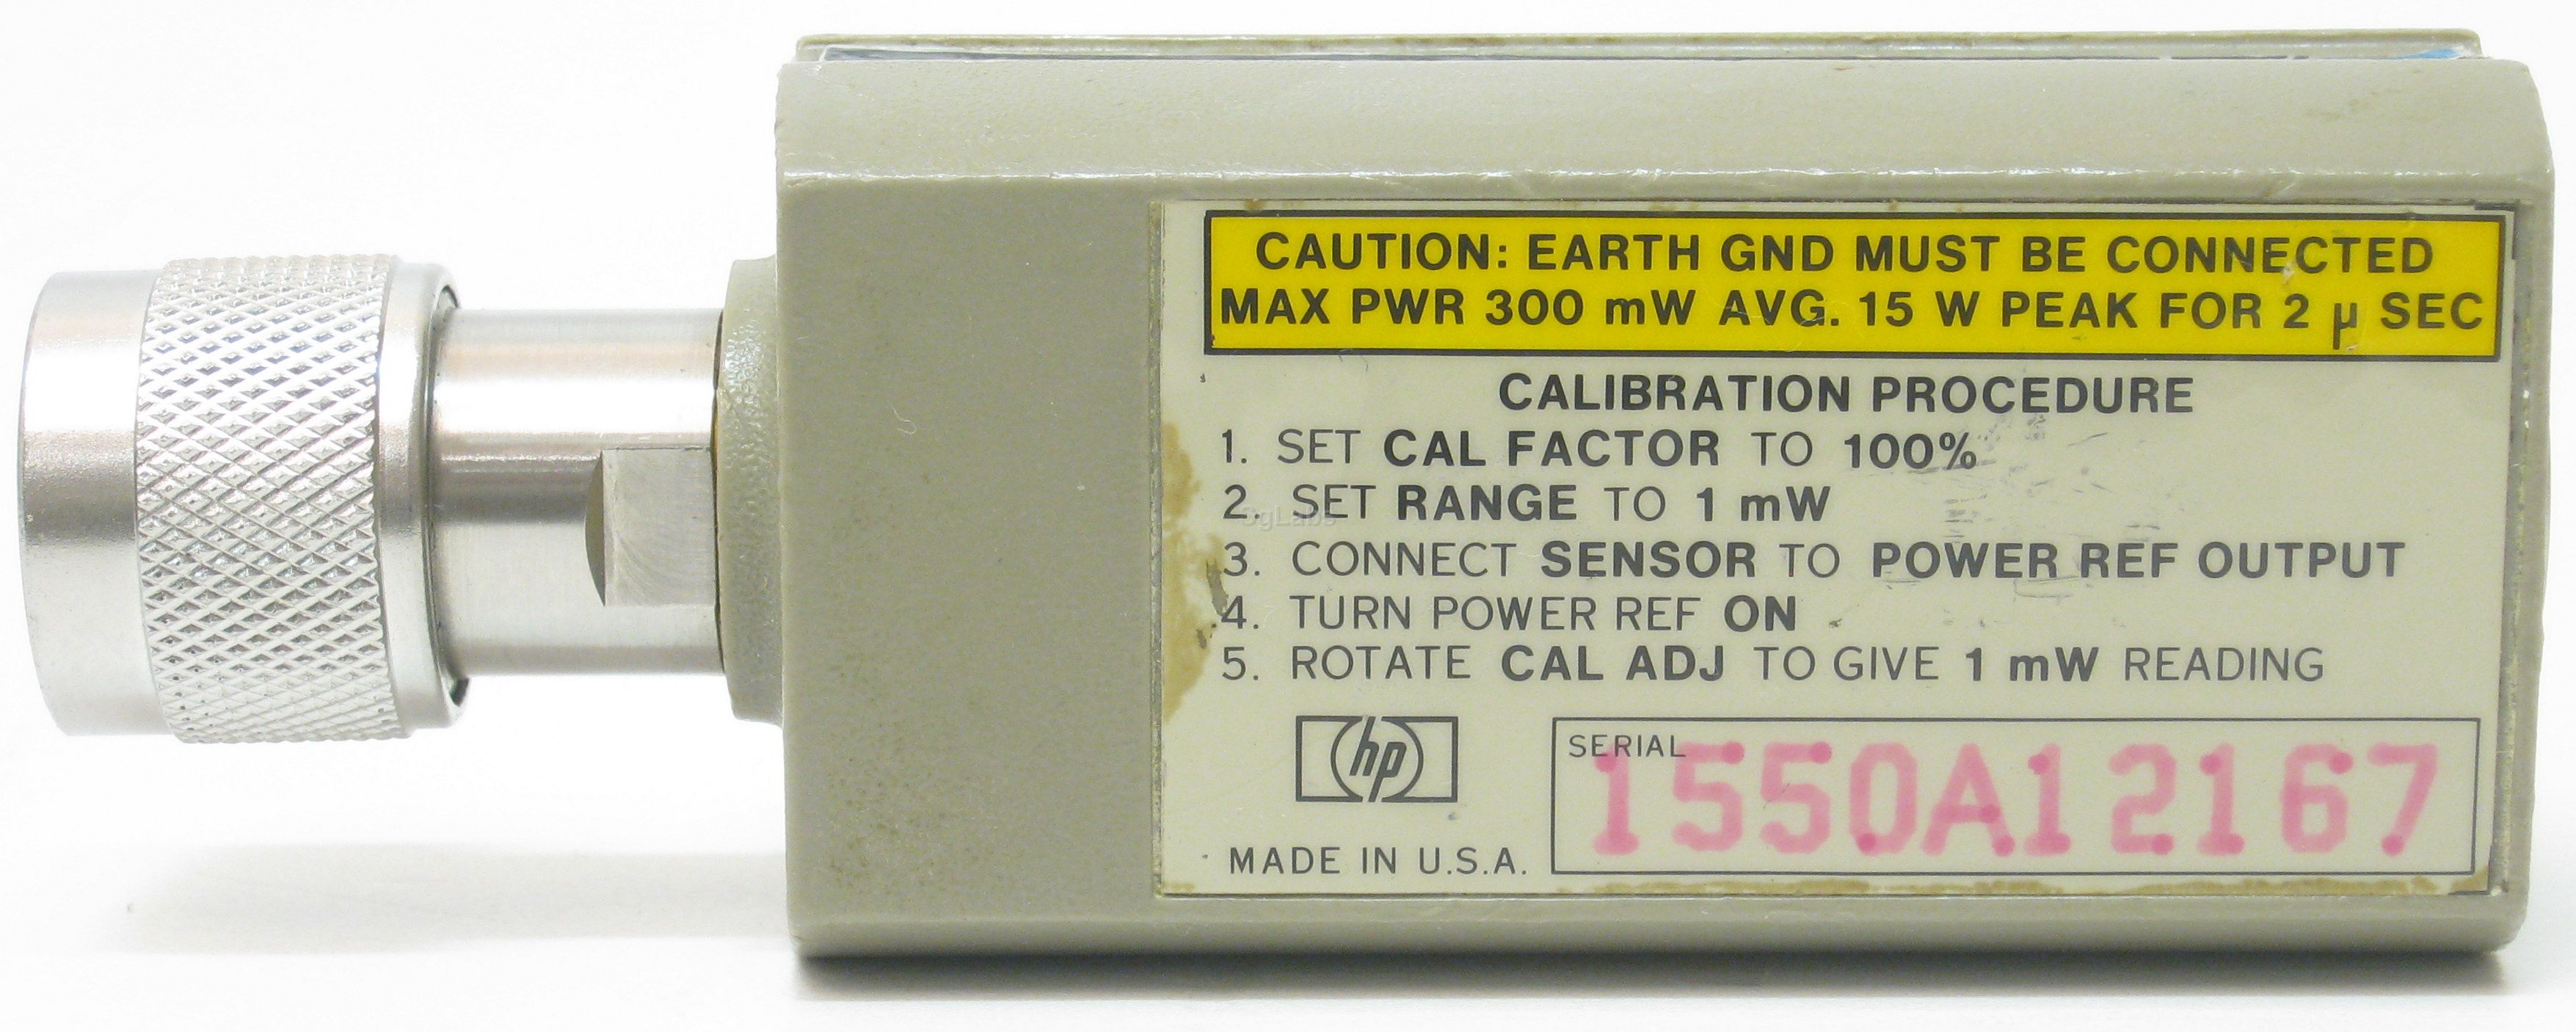 CAUTION: EARTH GND MUST BE CONNECTED
MAX PWR 300 mW AVG. 15 W PEAK FOR 2 µ SEC
CALIBRATION PROCEDURE
1. SET CAL FACTOR TO 100%
2. SET RANGE TO 1 mW
SgLabs
3. CONNECT SENSOR TO POWER REF OUTPUT
4. TURN POWER REF ON
5. ROTATE CAL ADJ TO GIVE 1 mW READING
hp
SERIAL
1550A12167
MADE IN U.S.A.